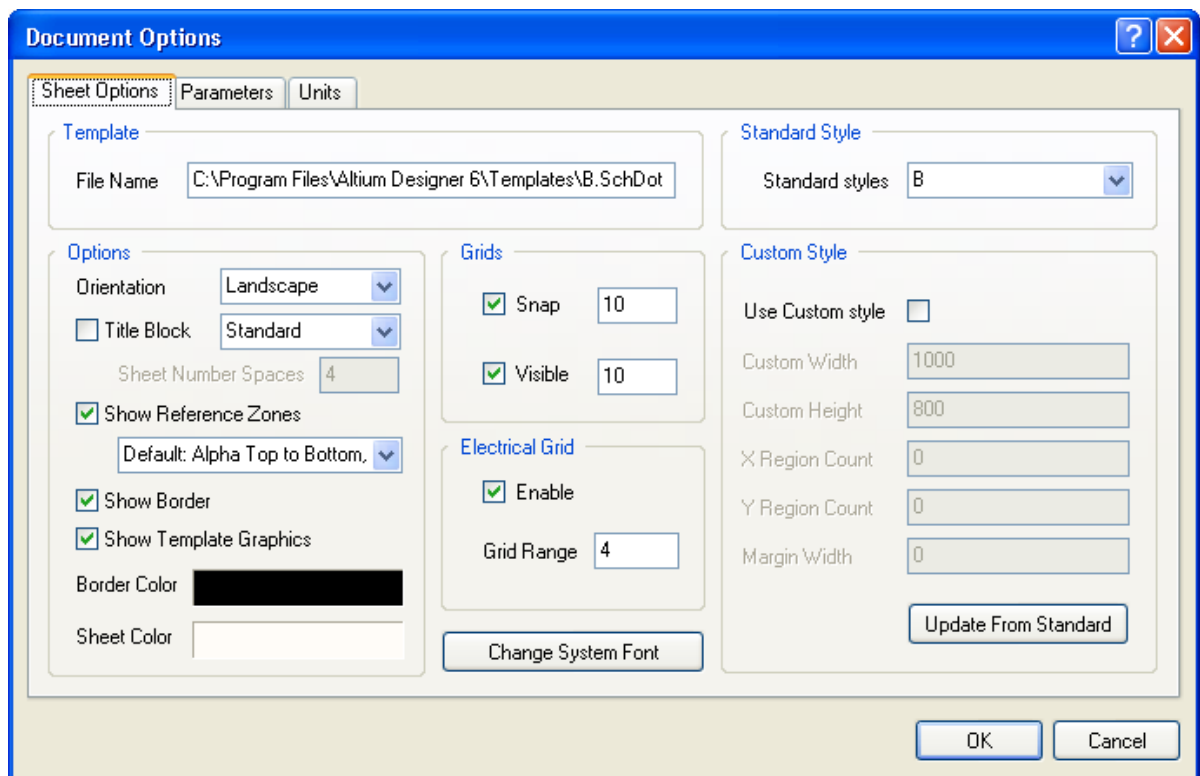 Document Options
Sheet Options Parameters Units
Template
File Name C:\Program Files\Altium Designer 6\Templates\B.SchDot
Standard Style
Standard styles B
Options
Orientation Landscape
Title Block Standard
Sheet Number Spaces 4
Show Reference Zones
Default: Alpha Top to Bottom,
Show Border
Show Template Graphics
Border Color
Sheet Color
Grids
Snap 10
Visible 10
Electrical Grid
Enable
Grid Range 4
Change System Font
Custom Style
Use Custom style
Custom Width 1000
Custom Height 800
X Region Count 0
Y Region Count 0
Margin Width 0
Update From Standard
OK Cancel